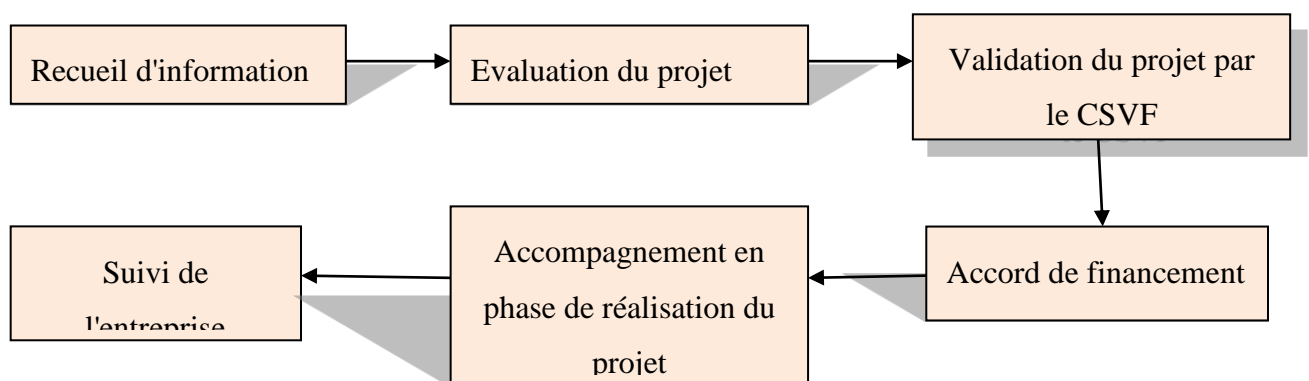 Recueil d'information
Evaluation du projet
Validation du projet par
le CSVF
Accord de financement
Accompagnement en
phase de réalisation du
projet
Suivi de
l'entreprise